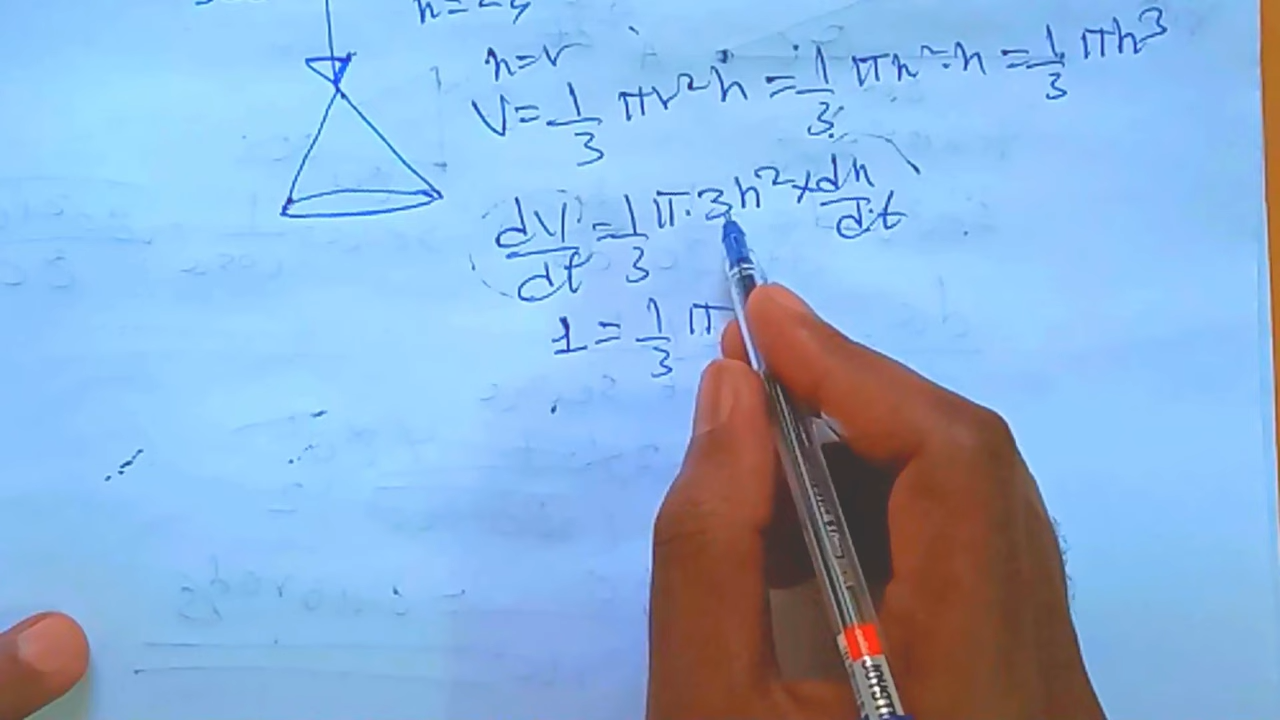 h=r
V=1/3 πr²h =1/3 πh²·h =1/3 πh³
dV/dt=1/3 π·3h²×dh/dt
1=1/3 π